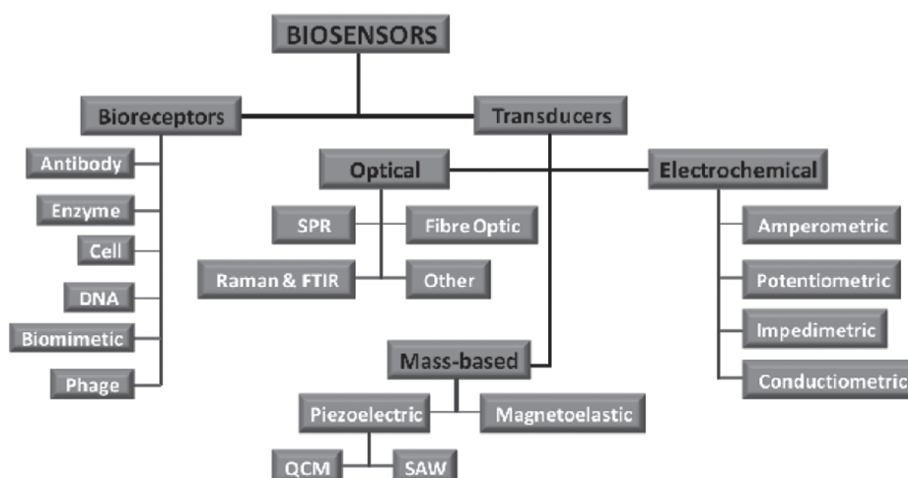 BIOSENSORS
Bioreceptors
Transducers
Antibody
Enzyme
Cell
DNA
Biomimetic
Phage
Optical
SPR
Fibre Optic
Raman & FTIR
Other
Electrochemical
Amperometric
Potentiometric
Impedimetric
Conductiometric
Mass-based
Piezoelectric
Magnetoelastic
QCM
SAW